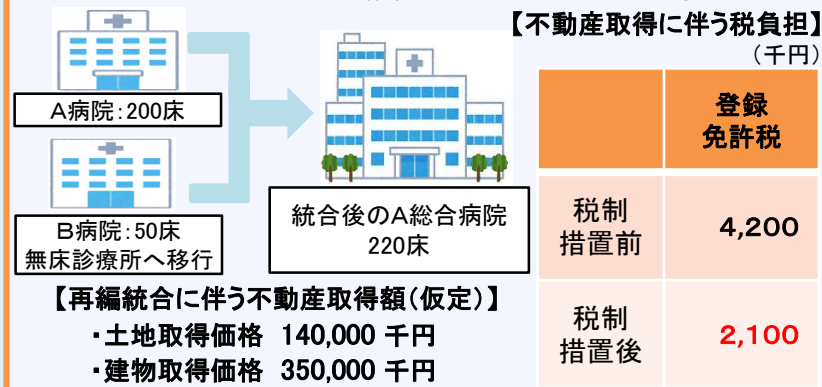 【不動産取得に伴う税負担】
（千円）
A病院：200床
B病院：50床
無床診療所へ移行
統合後のA総合病院
220床
登録
免許税
税制
措置前
4,200
税制
措置後
2,100
【再編統合に伴う不動産取得額（仮定）】
・土地取得価格 140,000 千円
・建物取得価格 350,000 千円